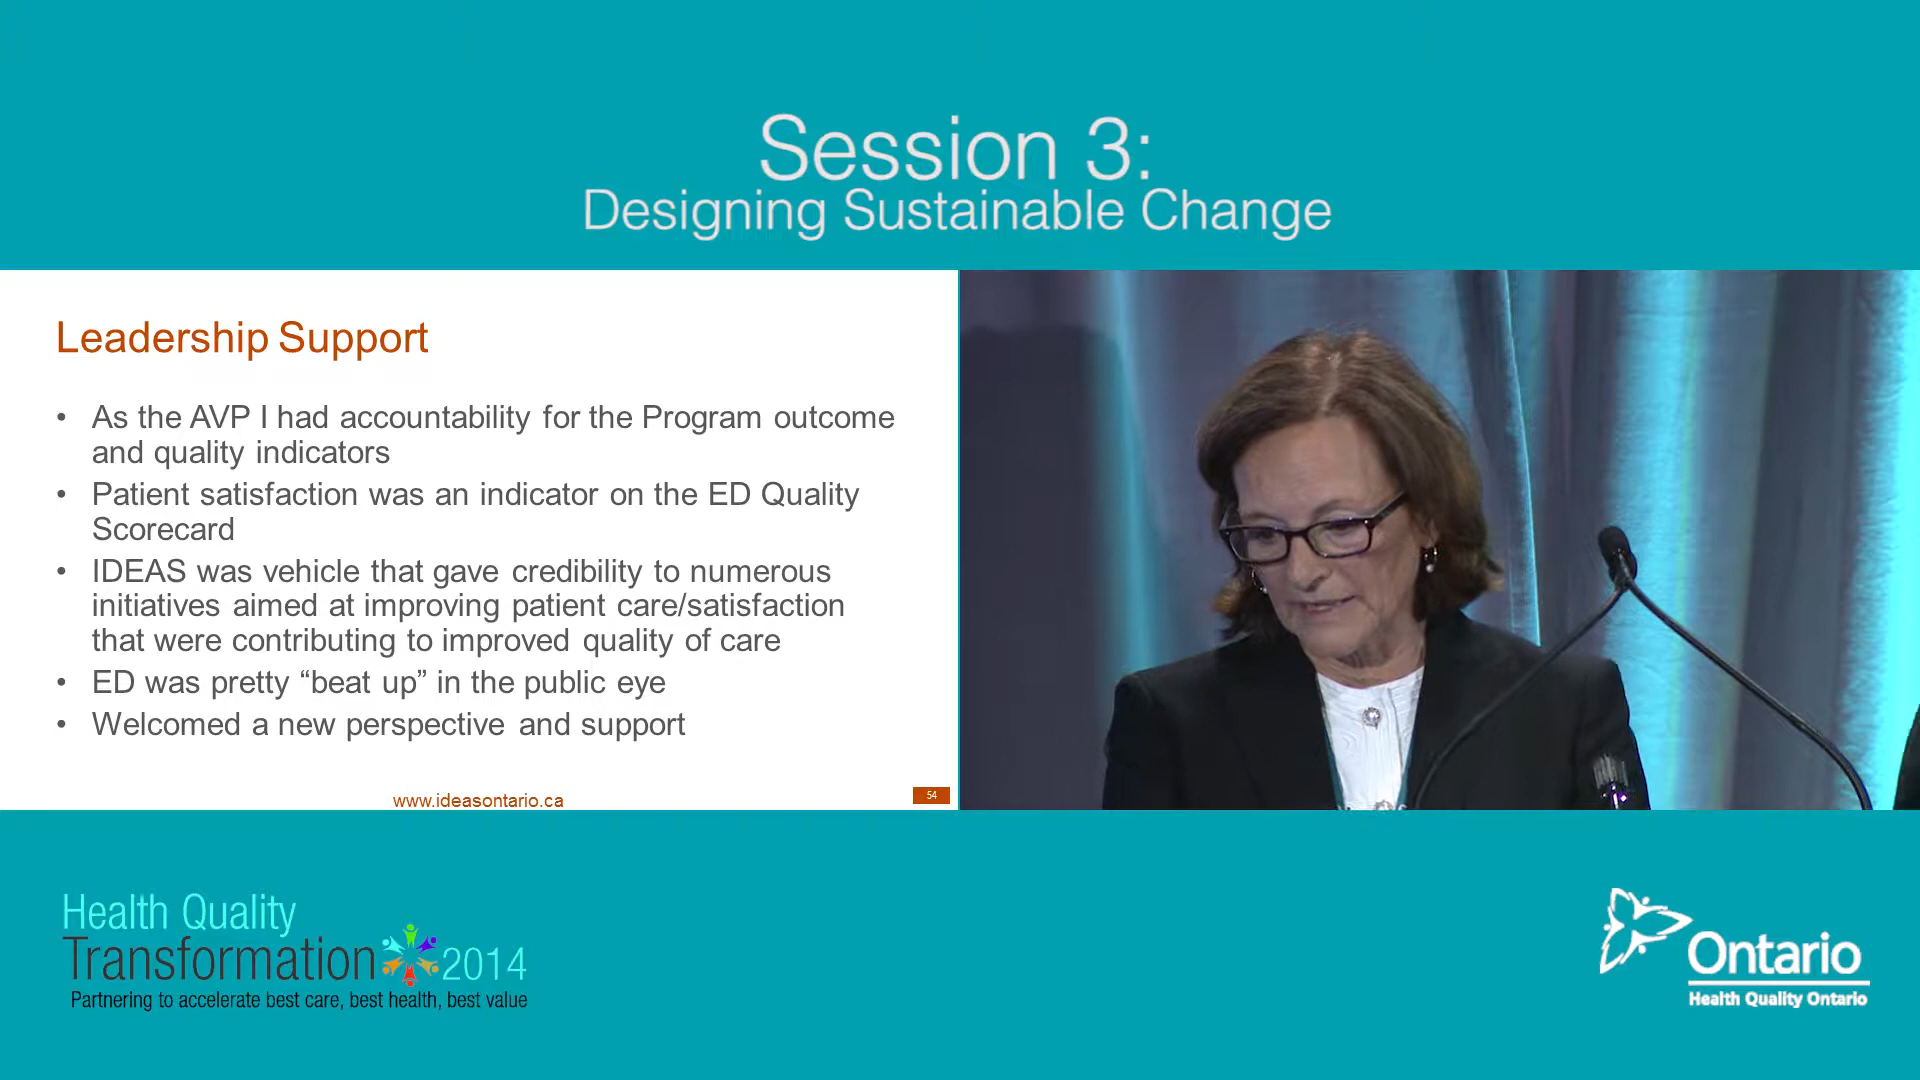 Session 3:
Designing Sustainable Change
Leadership Support
• As the AVP I had accountability for the Program outcome
and quality indicators
• Patient satisfaction was an indicator on the ED Quality
Scorecard
• IDEAS was vehicle that gave credibility to numerous
initiatives aimed at improving patient care/satisfaction
that were contributing to improved quality of care
• ED was pretty “beat up” in the public eye
• Welcomed a new perspective and support
www.ideasontario.ca
54
Health Quality
Transformation 2014
Partnering to accelerate best care, best health, best value
Ontario
Health Quality Ontario